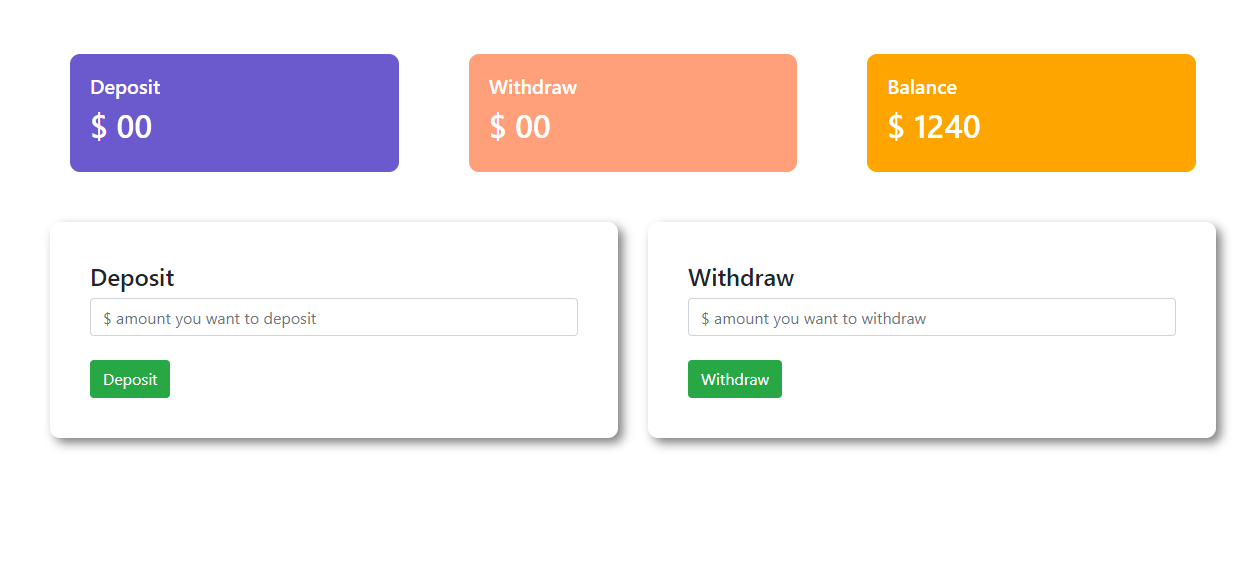 Deposit
$ 00
Withdraw
$ 00
Balance
$ 1240
Deposit
$ amount you want to deposit
Deposit
Withdraw
$ amount you want to withdraw
Withdraw